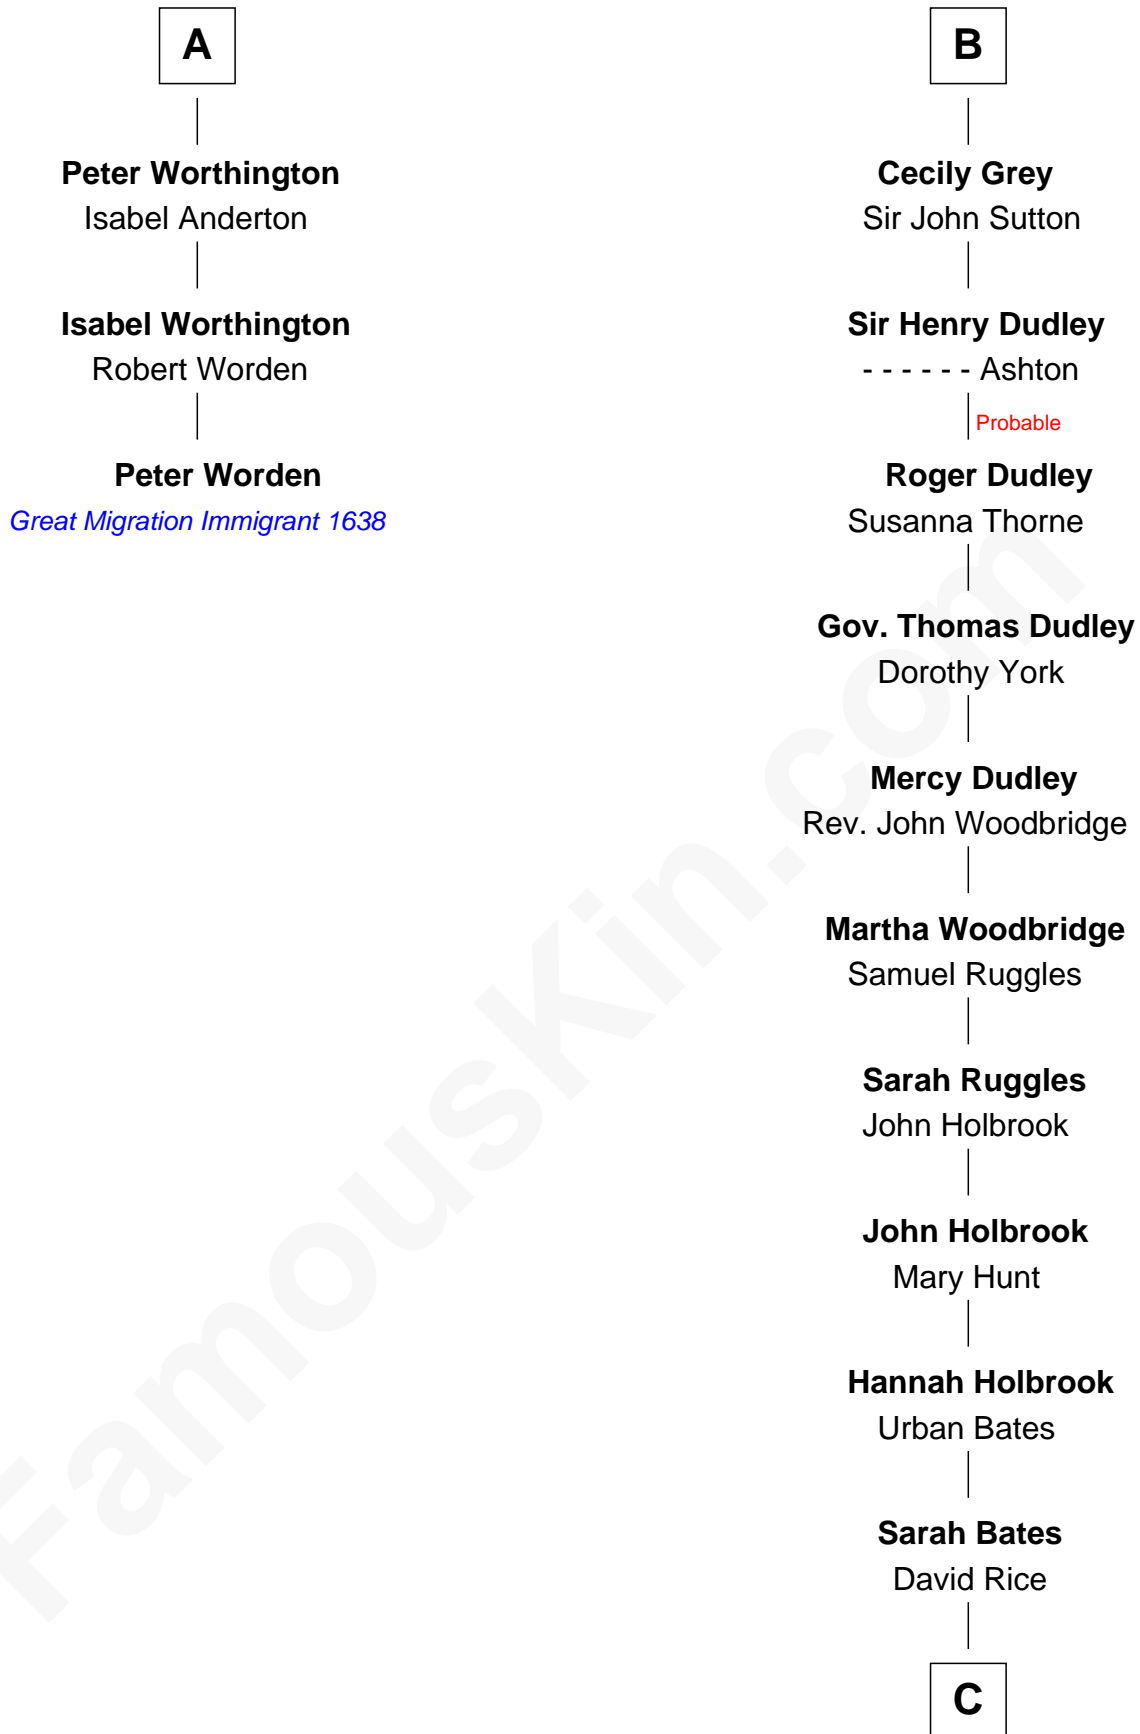 A
Peter Worthington
Isabel Anderton
Isabel Worthington
Robert Worden
Peter Worden
Great Migration Immigrant 1638
B
Cecily Grey
Sir John Sutton
Sir Henry Dudley
- - - - - - Ashton
Probable
Roger Dudley
Susanna Thorne
Gov. Thomas Dudley
Dorothy York
Mercy Dudley
Rev. John Woodbridge
Martha Woodbridge
Samuel Ruggles
Sarah Ruggles
John Holbrook
John Holbrook
Mary Hunt
Hannah Holbrook
Urban Bates
Sarah Bates
David Rice
C
FamousKin.com